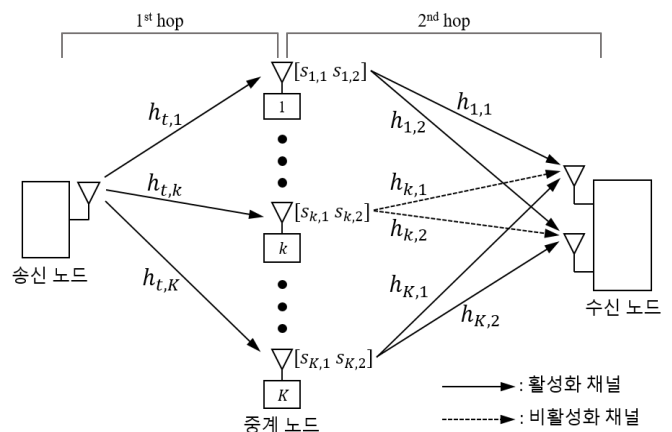 1st hop
2nd hop
[s1,1 s1,2]
1
ht,1
h1,1
h1,2
ht,k
[sk,1 sk,2]
k
hk,1
hk,2
송신 노드
수신 노드
ht,K
hK,1
hK,2
[sK,1 sK,2]
K
중계 노드
: 활성화 채널
: 비활성화 채널